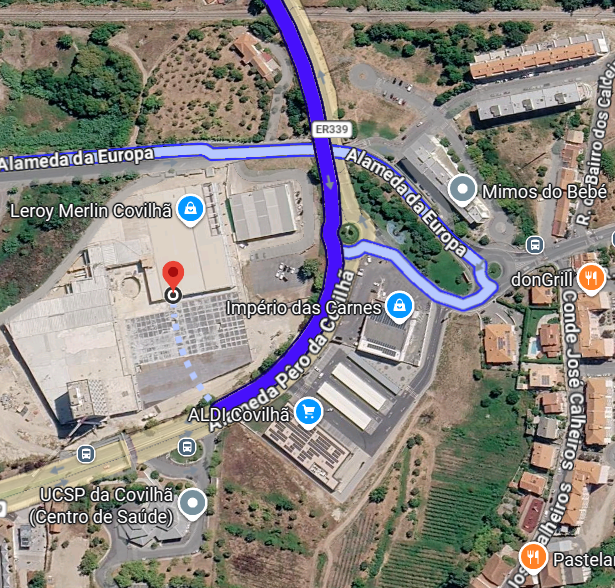 ER339
Alameda da Europa
Alameda da Europa
Mimos do Bebé
Leroy Merlin Covilhã
donGrill
Império das Carnes
Alameda Pêro da Covilhã
ALDI Covilhã
Conde José Calheiros
UCSP da Covilhã
(Centro de Saúde)